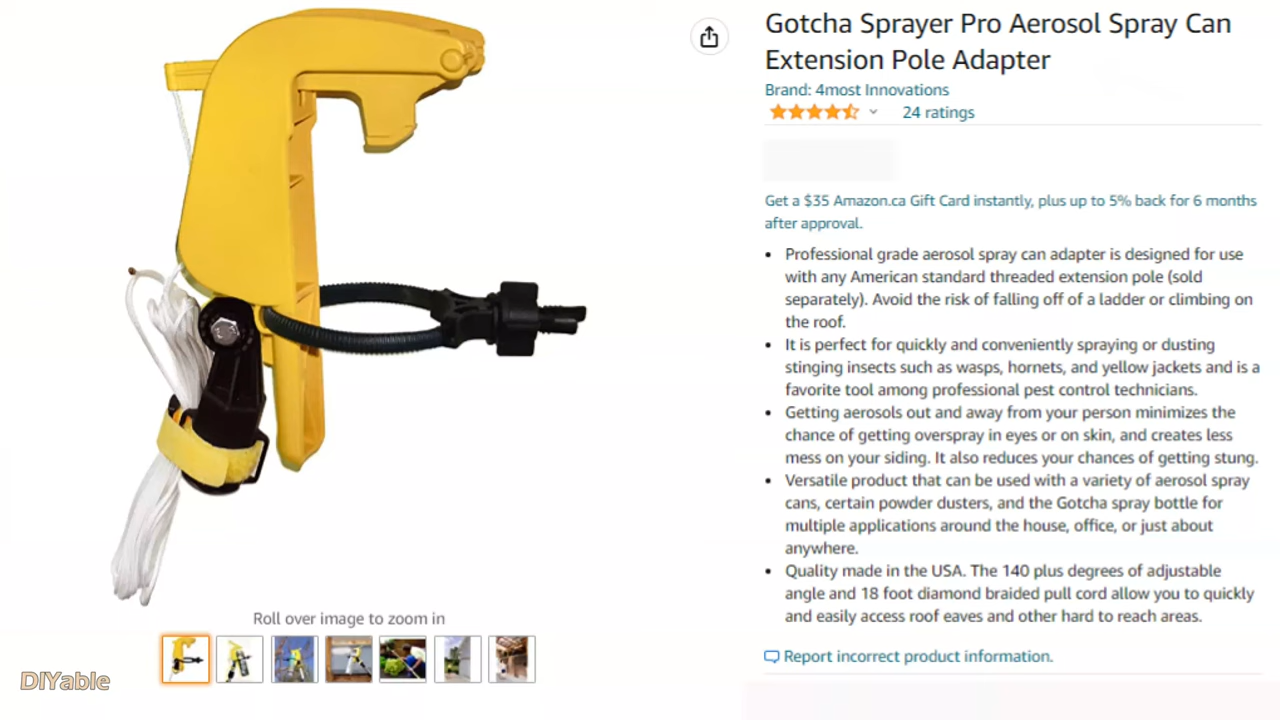 Gotcha Sprayer Pro Aerosol Spray Can
Extension Pole Adapter
Brand: 4most Innovations
24 ratings
Get a $35 Amazon.ca Gift Card instantly, plus up to 5% back for 6 months
after approval.
• Professional grade aerosol spray can adapter is designed for use
with any American standard threaded extension pole (sold
separately). Avoid the risk of falling off of a ladder or climbing on
the roof.
• It is perfect for quickly and conveniently spraying or dusting
stinging insects such as wasps, hornets, and yellow jackets and is a
favorite tool among professional pest control technicians.
• Getting aerosols out and away from your person minimizes the
chance of getting overspray in eyes or on skin, and creates less
mess on your siding. It also reduces your chances of getting stung.
• Versatile product that can be used with a variety of aerosol spray
cans, certain powder dusters, and the Gotcha spray bottle for
multiple applications around the house, office, or just about
anywhere.
• Quality made in the USA. The 140 plus degrees of adjustable
angle and 18 foot diamond braided pull cord allow you to quickly
and easily access roof eaves and other hard to reach areas.
Report incorrect product information.
Roll over image to zoom in
DIYable